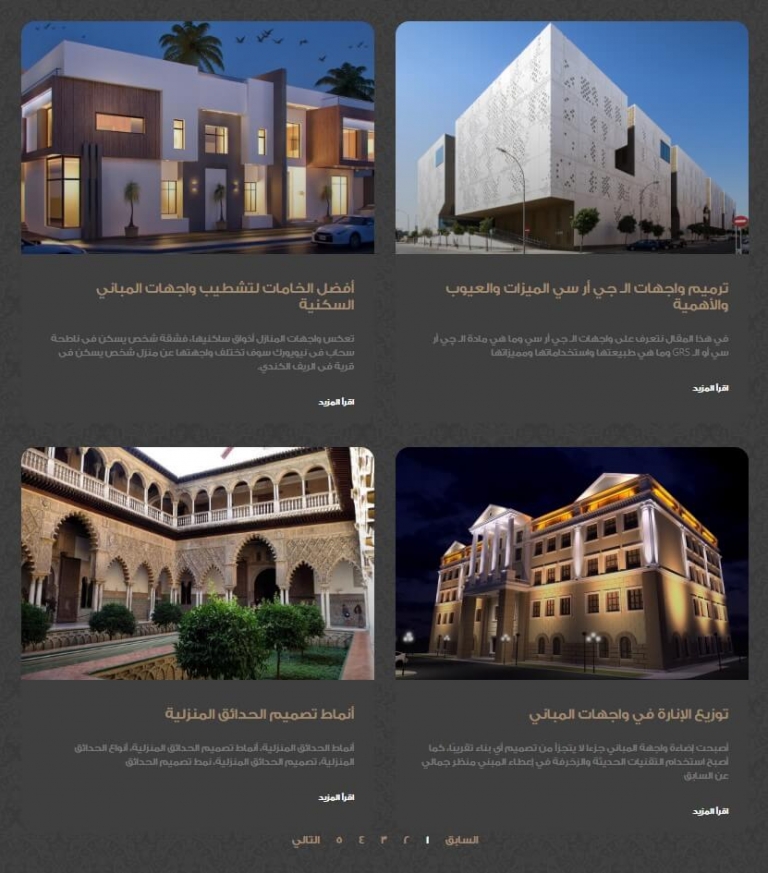 ترميم واجهات الـ جي أر سي الميزات والعيوب
والأهمية
في هذا المقال نتعرف على واجهات الـ جي أر سي وما هي مادة الـ جي أر
سي أو الـ GRS وما هي طبيعتها واستخداماتها ومميزاتها
اقرأ المزيد
أفضل الخامات لتشطيب واجهات المباني
السكنية
تعكس واجهات المنازل أذواق ساكنيها، فشقة شخص يسكن فى ناطحة
سحاب فى نيويورك سوف تختلف واجهتها عن منزل شخص يسكن فى
قرية فى الريف الكندي.
اقرأ المزيد
توزيع الإنارة في واجهات المباني
أصبحت إضاءة واجهة المباني جزءا لا يتجزأ من تصميم أي بناء تقريبًا، كما
أصبح استخدام التقنيات الحديثة والزخرفة في إعطاء المبني منظر جمالي
عن السابق
اقرأ المزيد
أنماط تصميم الحدائق المنزلية
أنماط الحدائق المنزلية، أنماط تصميم الحدائق المنزلية، أنواع الحدائق
المنزلية، تصميم الحدائق المنزلية، نمط تصميم الحدائق
اقرأ المزيد
السابق ١ ٢ ٣ ٤ ٥ التالي